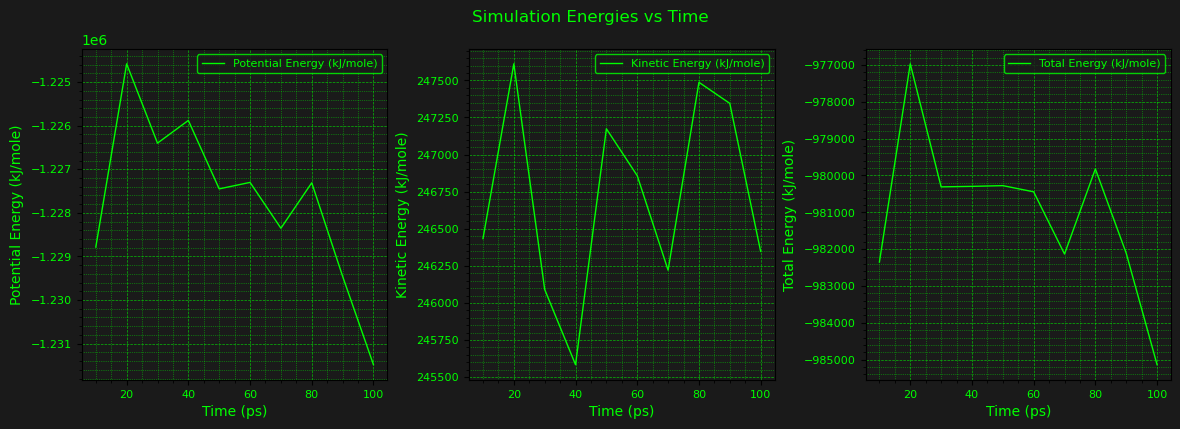 Simulation Energies vs Time
1e6
Potential Energy (kJ/mole)
Potential Energy (kJ/mole)
−1.225
−1.226
−1.227
−1.228
−1.229
−1.230
−1.231
20 40 60 80 100
Time (ps)
Kinetic Energy (kJ/mole)
Kinetic Energy (kJ/mole)
247500
247250
247000
246750
246500
246250
246000
245750
245500
20 40 60 80 100
Time (ps)
Total Energy (kJ/mole)
Total Energy (kJ/mole)
−977000
−978000
−979000
−980000
−981000
−982000
−983000
−984000
−985000
20 40 60 80 100
Time (ps)